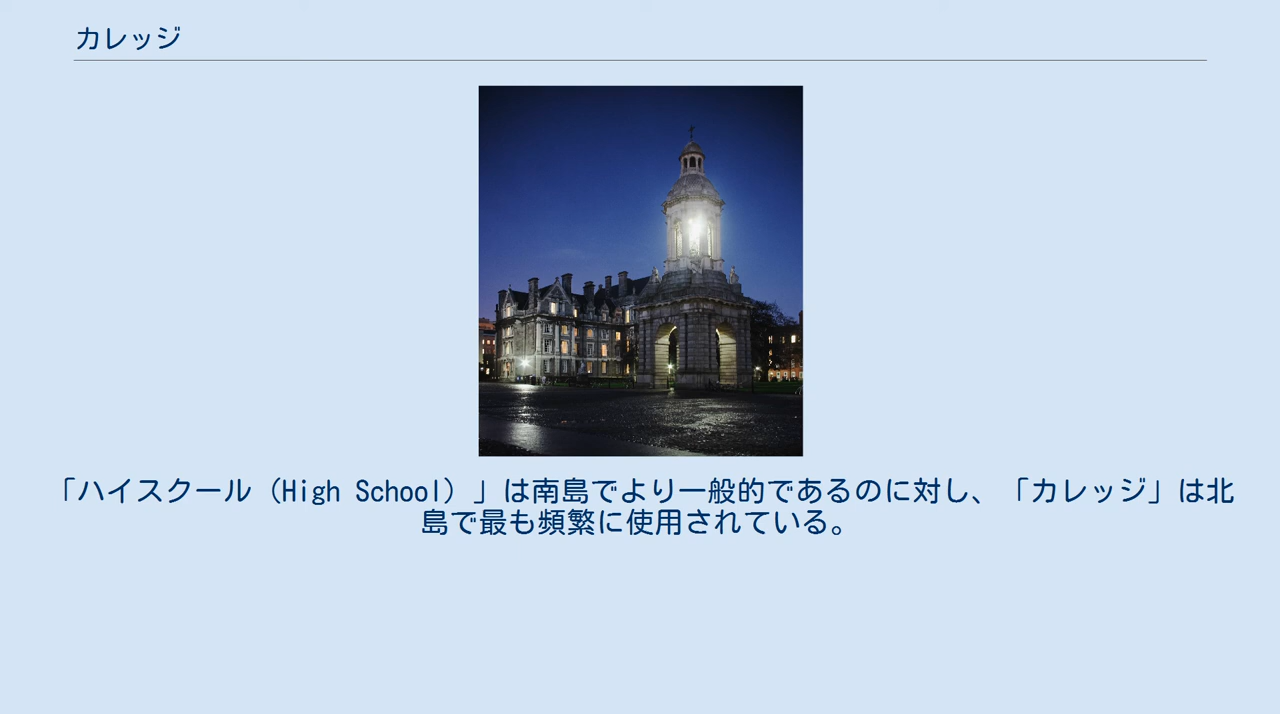 カレッジ
「ハイスクール（High School）」は南島でより一般的であるのに対し、「カレッジ」は北
島で最も頻繁に使用されている。